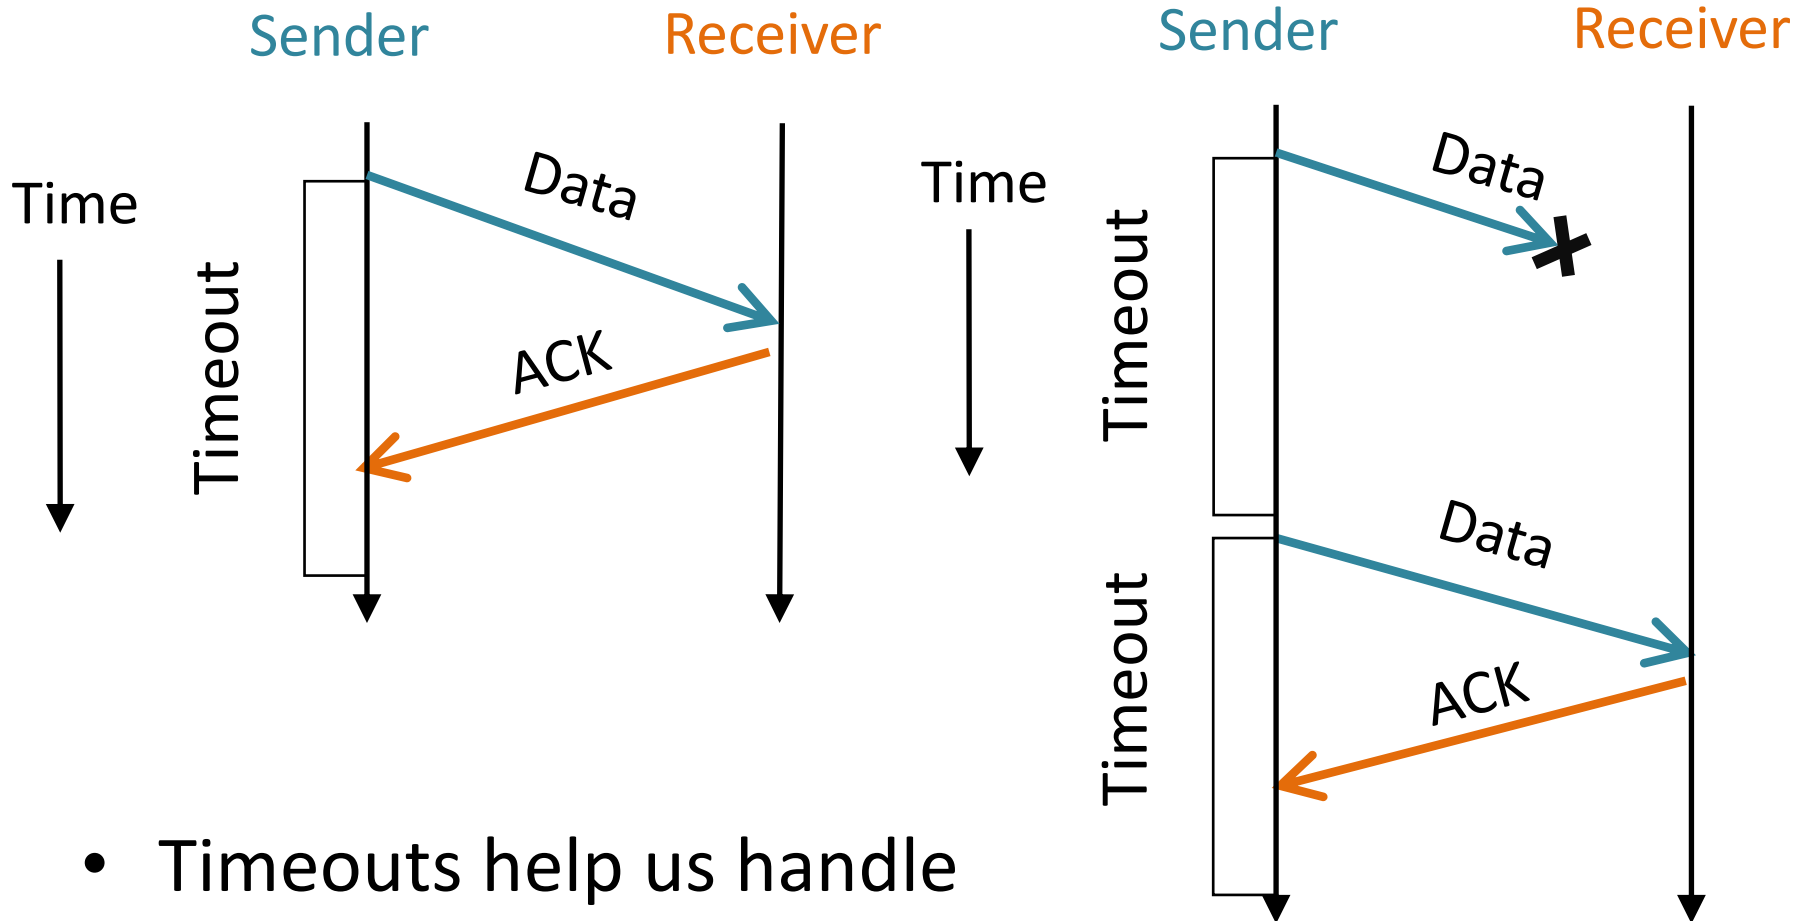 Sender
Receiver
Time
Timeout
Data
ACK
Sender
Receiver
Time
Timeout
Data
Timeout
Data
ACK
• Timeouts help us handle